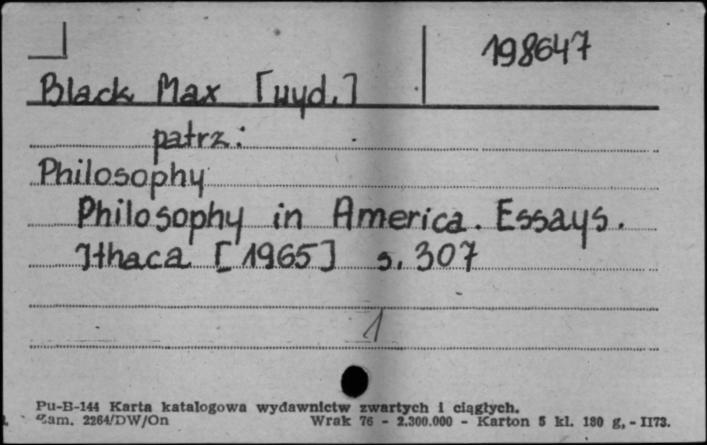 198647
Black Max [wyd.]
patrz:
Philosophy
Philosophy in America. Essays.
Ithaca [1965] s. 307
1
Pu-B-144 Karta katalogowa wydawnictw zwartych i ciągłych.
Zam. 2264/DW/On Wrak 76 - 2.300.000 - Karton 5 kl. 180 g, - II73.